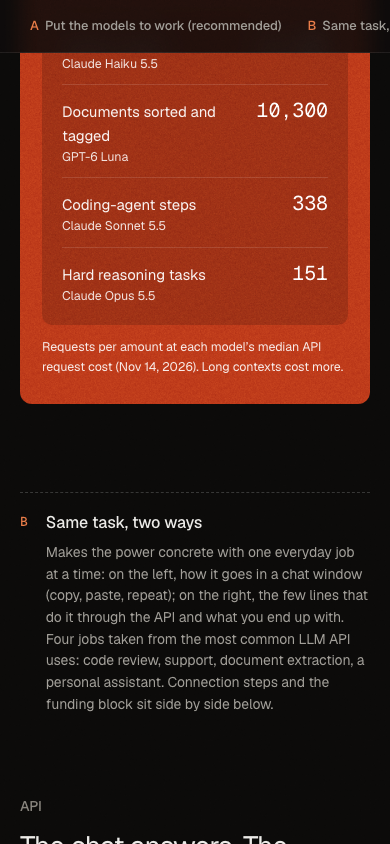 A Put the models to work (recommended) B Same task,
Claude Haiku 5.5
Documents sorted and 10,300
tagged
GPT-6 Luna
Coding-agent steps 338
Claude Sonnet 5.5
Hard reasoning tasks 151
Claude Opus 5.5
Requests per amount at each model's median API
request cost (Nov 14, 2026). Long contexts cost more.
B Same task, two ways
Makes the power concrete with one everyday job
at a time: on the left, how it goes in a chat window
(copy, paste, repeat); on the right, the few lines that
do it through the API and what you end up with.
Four jobs taken from the most common LLM API
uses: code review, support, document extraction, a
personal assistant. Connection steps and the
funding block sit side by side below.
API
The chat answers. The